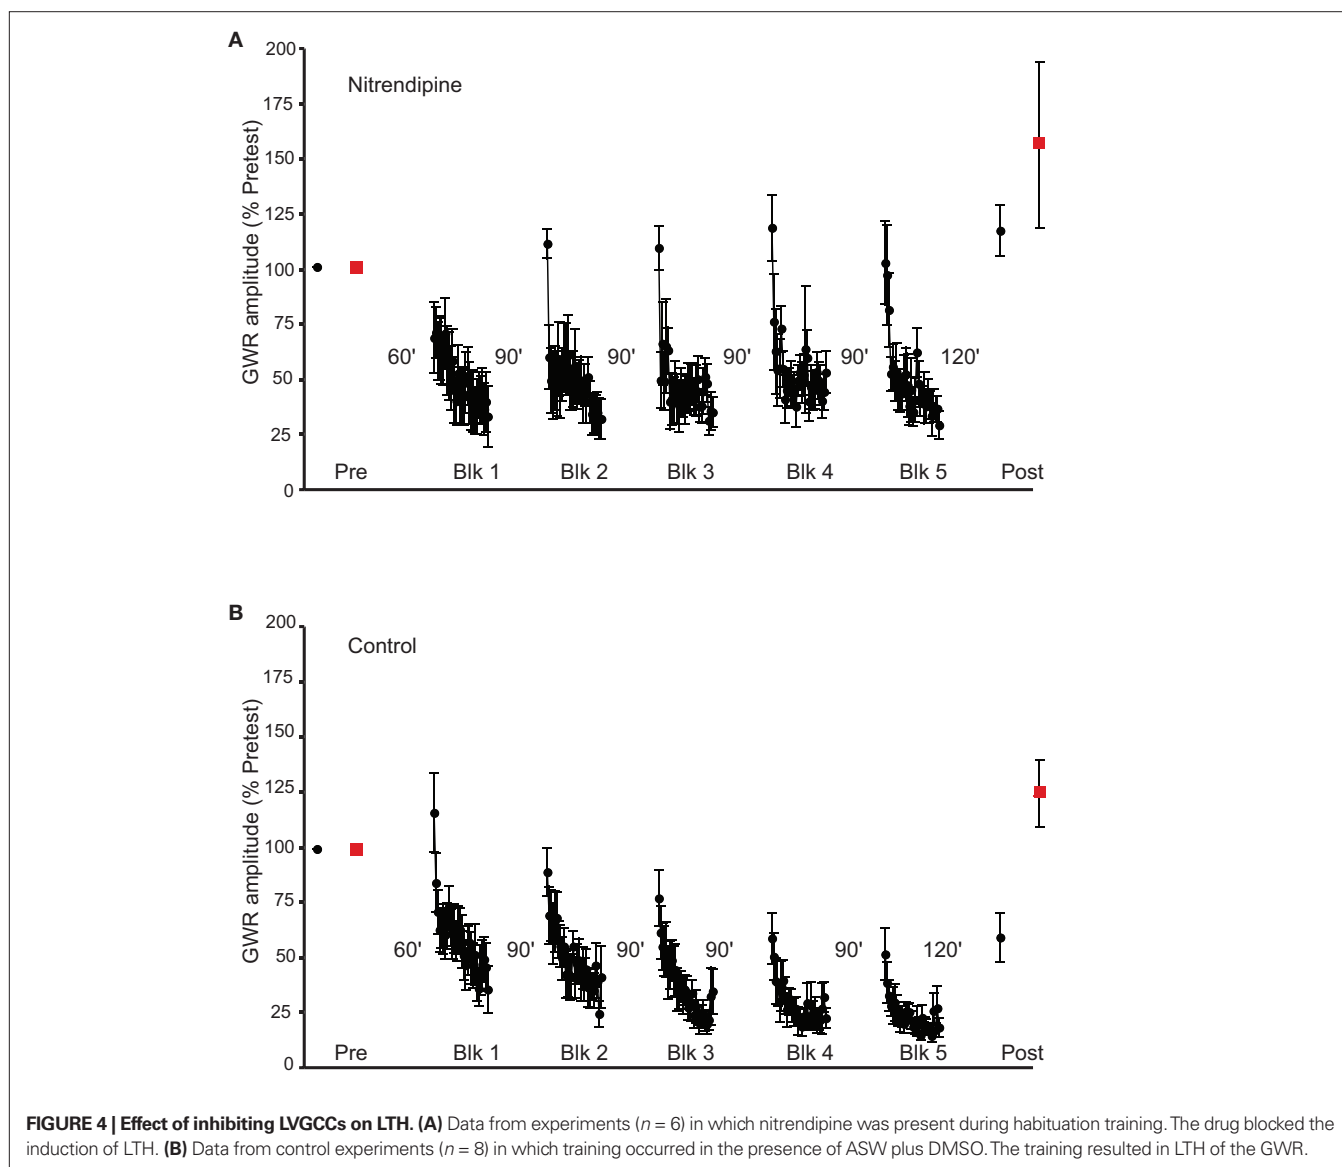 A
Nitrendipine
GWR amplitude (% Pretest)
200
175
150
125
100
75
50
25
0
60' 90' 90' 90' 90' 120'
Pre Blk 1 Blk 2 Blk 3 Blk 4 Blk 5 Post
B
Control
GWR amplitude (% Pretest)
200
175
150
125
100
75
50
25
0
60' 90' 90' 90' 90' 120'
Pre Blk 1 Blk 2 Blk 3 Blk 4 Blk 5 Post
FIGURE 4 | Effect of inhibiting LVGCCs on LTH. (A) Data from experiments (n = 6) in which nitrendipine was present during habituation training. The drug blocked the
induction of LTH. (B) Data from control experiments (n = 8) in which training occurred in the presence of ASW plus DMSO. The training resulted in LTH of the GWR.